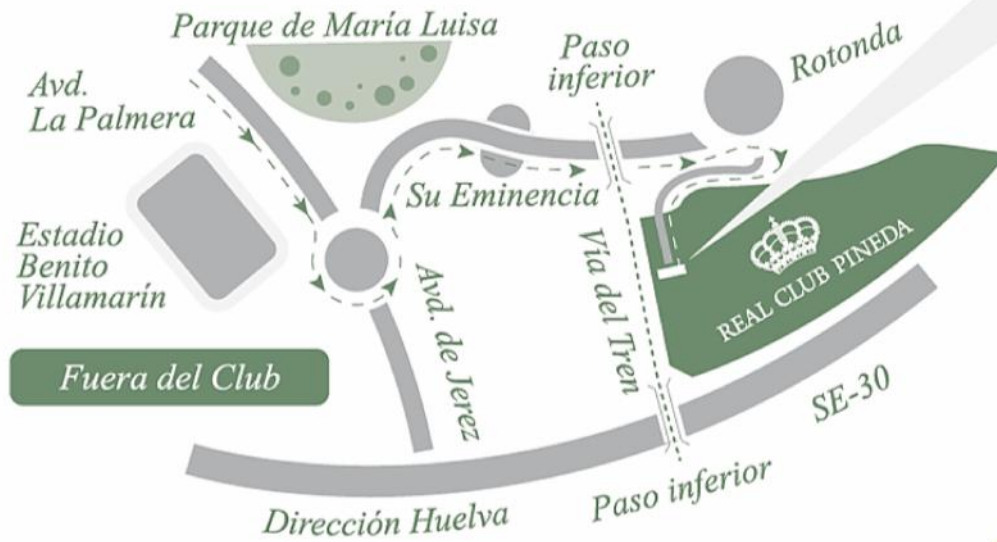 Parque de María Luisa
Paso
inferior
Rotonda
Avd.
La Palmera
Su Eminencia
Estadio
Benito
Villamarín
Avd. de Jerez
Vía del Tren
REAL CLUB PINEDA
Fuera del Club
SE-30
Paso inferior
Dirección Huelva